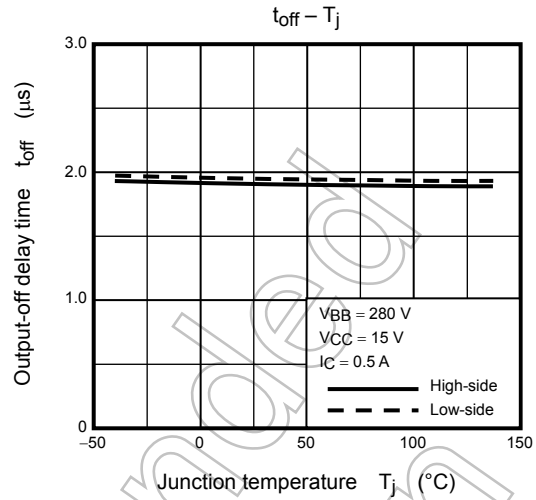 toff – Tj
3.0
2.0
1.0
0
Output-off delay time toff (μs)
VBB = 280 V
VCC = 15 V
IC = 0.5 A
High-side
Low-side
–50
0
50
100
150
Junction temperature Tj (°C)
nded